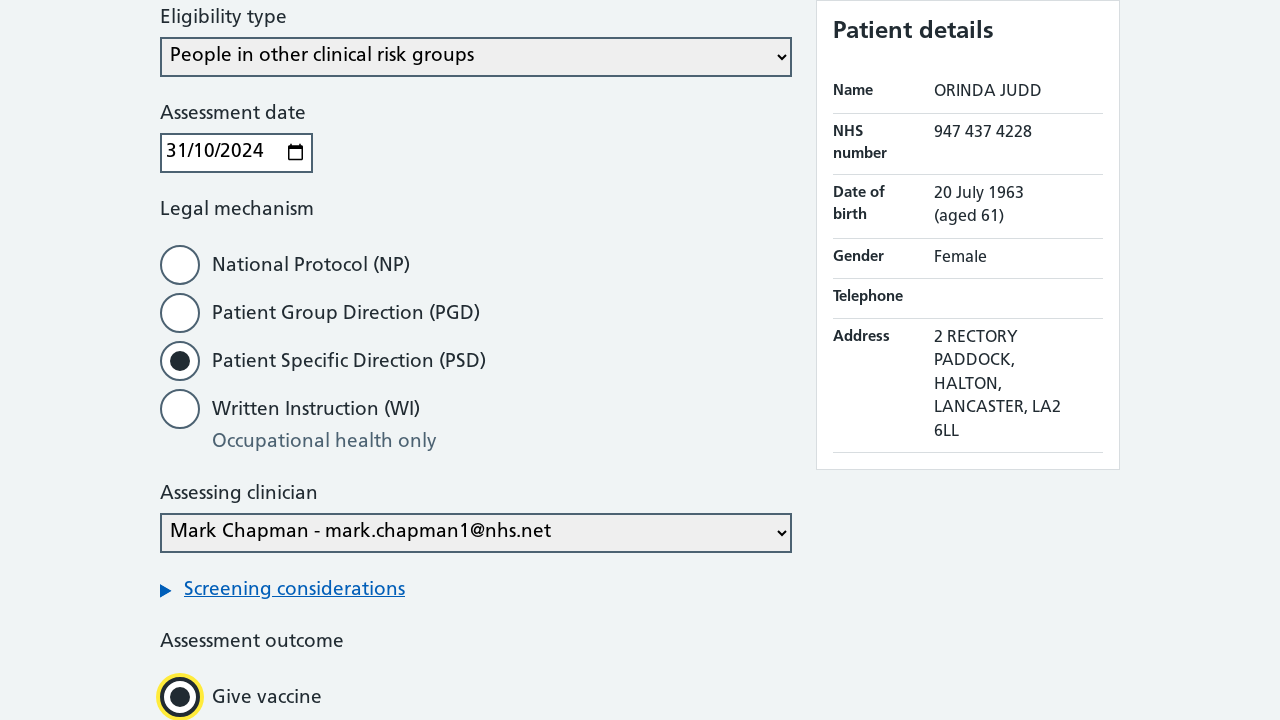 Eligibility type
People in other clinical risk groups
Assessment date
31/10/2024
Legal mechanism
National Protocol (NP)
Patient Group Direction (PGD)
Patient Specific Direction (PSD)
Written Instruction (WI)
Occupational health only
Assessing clinician
Mark Chapman - mark.chapman1@nhs.net
Screening considerations
Assessment outcome
Give vaccine
Patient details
Name ORINDA JUDD
NHS number 947 437 4228
Date of birth 20 July 1963 (aged 61)
Gender Female
Telephone
Address 2 RECTORY
PADDOCK,
HALTON,
LANCASTER, LA2
6LL